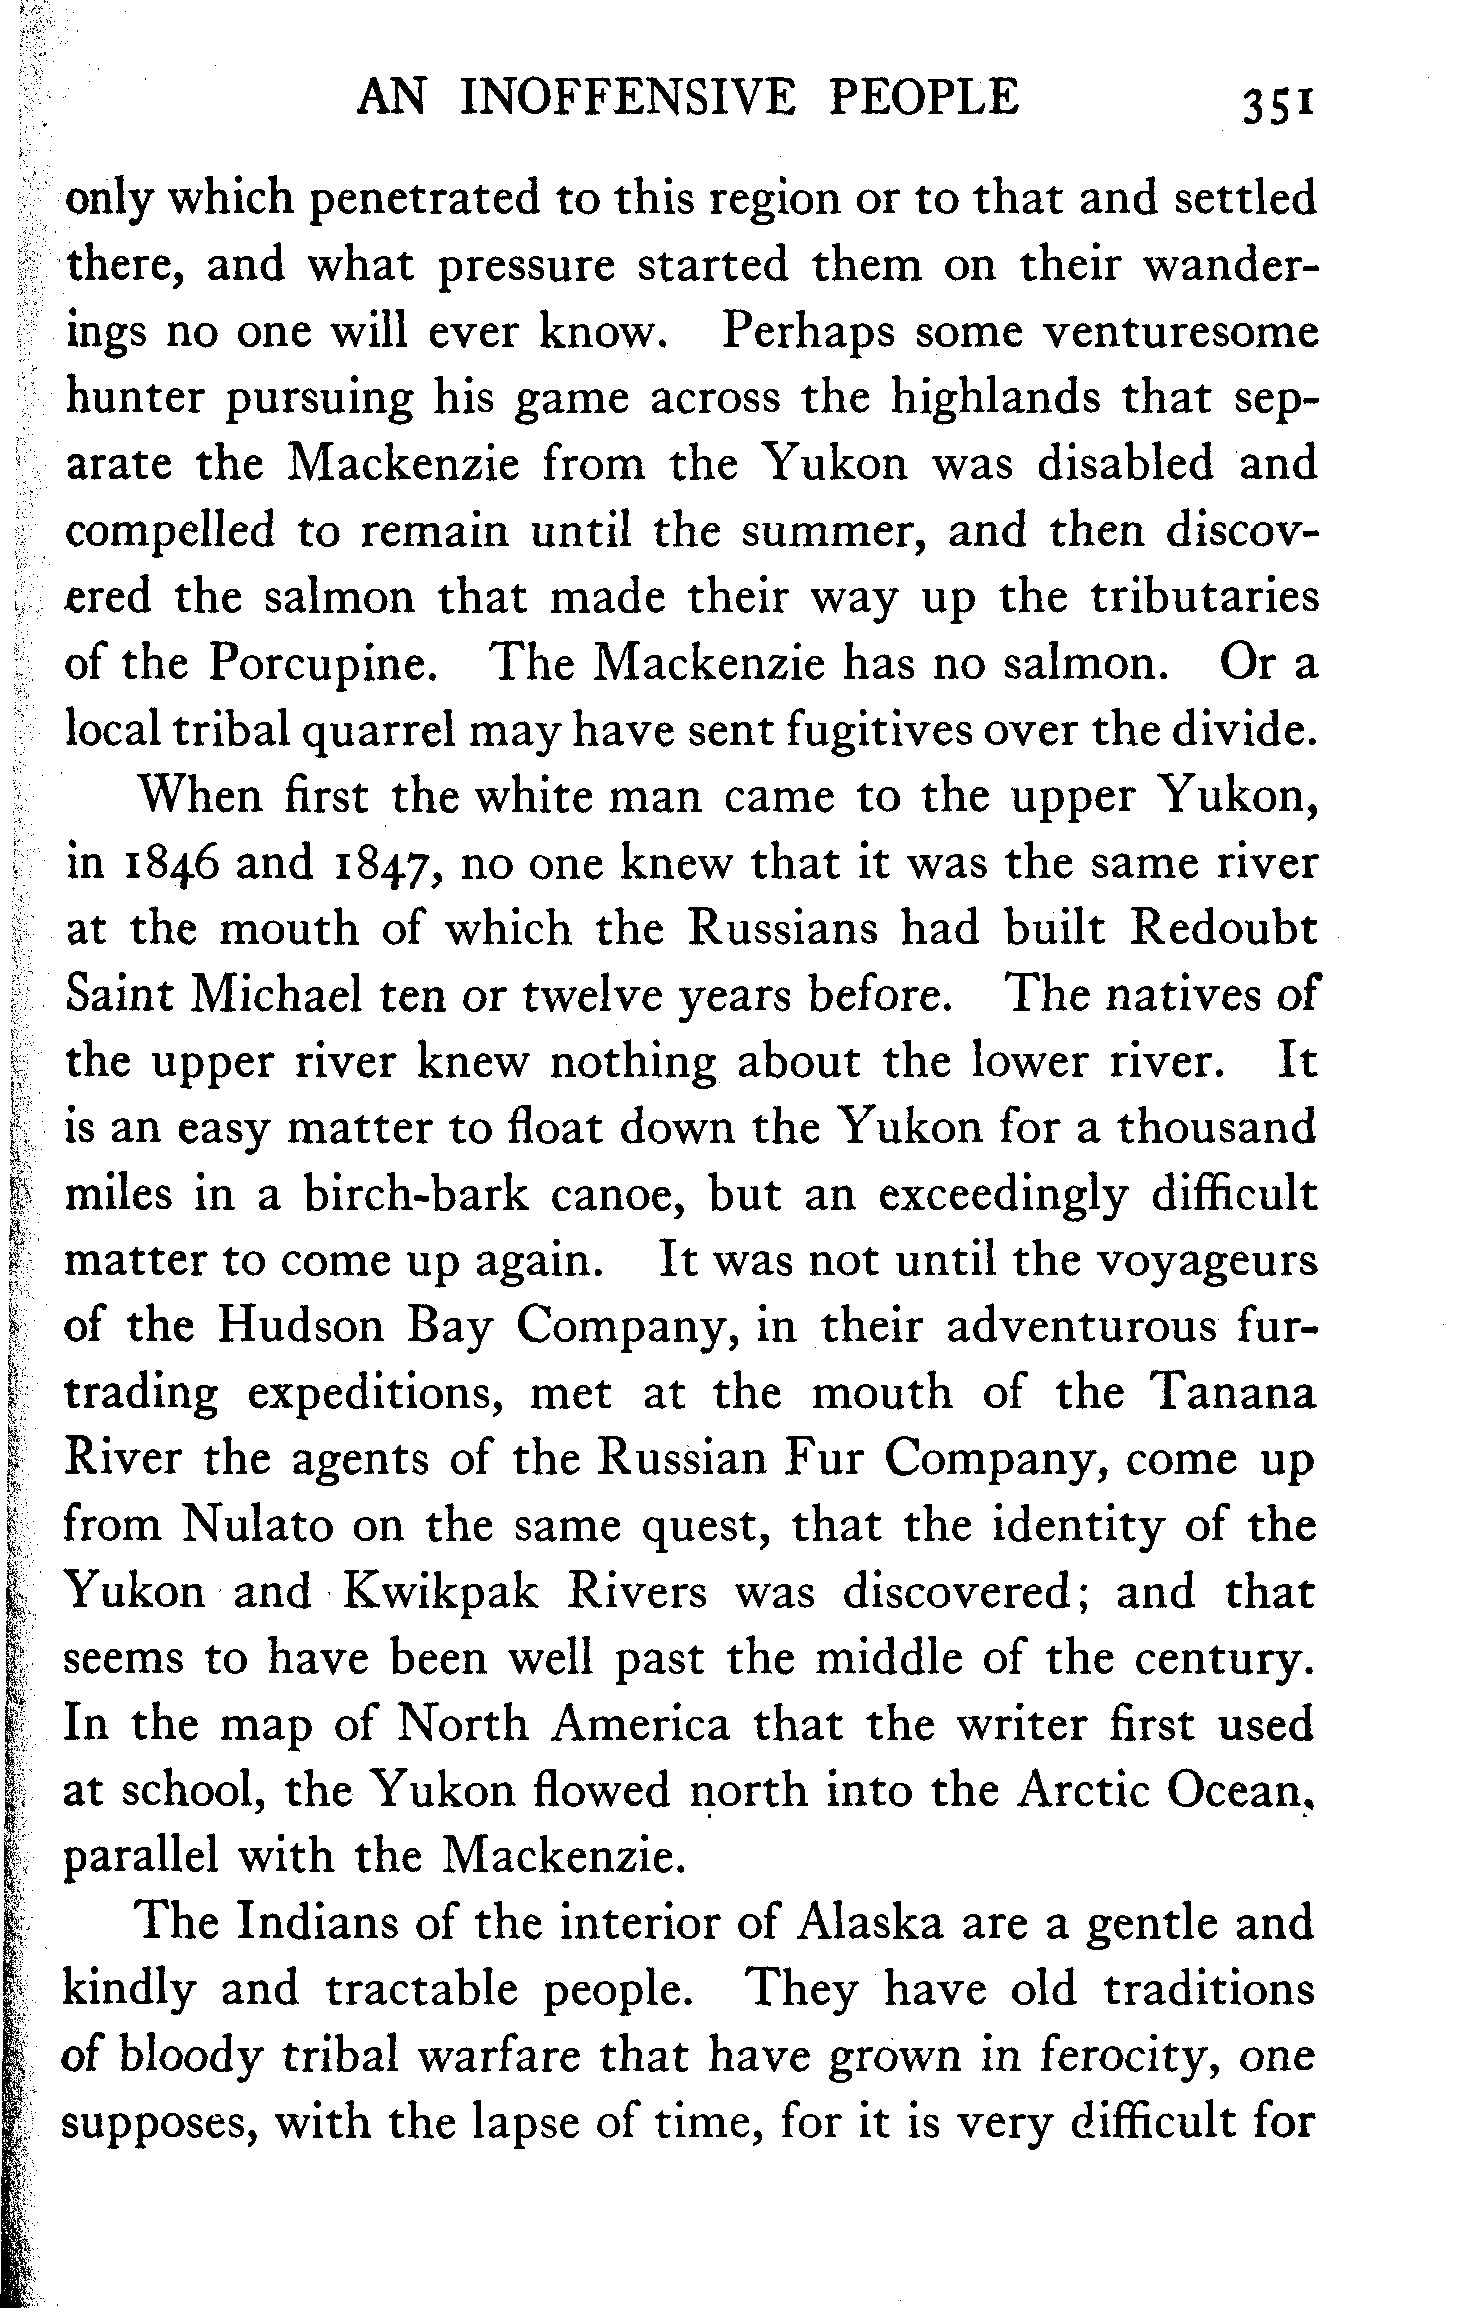 AN INOFFENSIVE PEOPLE 351
only which penetrated to this region or to that and settled
there, and what pressure started them on their wander-
ings no one will ever know. Perhaps some venturesome
hunter pursuing his game across the highlands that sep-
arate the Mackenzie from the Yukon was disabled and
compelled to remain until the summer, and then discov-
ered the salmon that made their way up the tributaries
of the Porcupine. The Mackenzie has no salmon. Or a
local tribal quarrel may have sent fugitives over the divide.
When first the white man came to the upper Yukon,
in 1846 and 1847, no one knew that it was the same river
at the mouth of which the Russians had built Redoubt
Saint Michael ten or twelve years before. The natives of
the upper river knew nothing about the lower river. It
is an easy matter to float down the Yukon for a thousand
miles in a birch-bark canoe, but an exceedingly difficult
matter to come up again. It was not until the voyageurs
of the Hudson Bay Company, in their adventurous fur-
trading expeditions, met at the mouth of the Tanana
River the agents of the Russian Fur Company, come up
from Nulato on the same quest, that the identity of the
Yukon and Kwikpak Rivers was discovered; and that
seems to have been well past the middle of the century.
In the map of North America that the writer first used
at school, the Yukon flowed north into the Arctic Ocean,
parallel with the Mackenzie.
The Indians of the interior of Alaska are a gentle and
kindly and tractable people. They have old traditions
of bloody tribal warfare that have grown in ferocity, one
supposes, with the lapse of time, for it is very difficult for